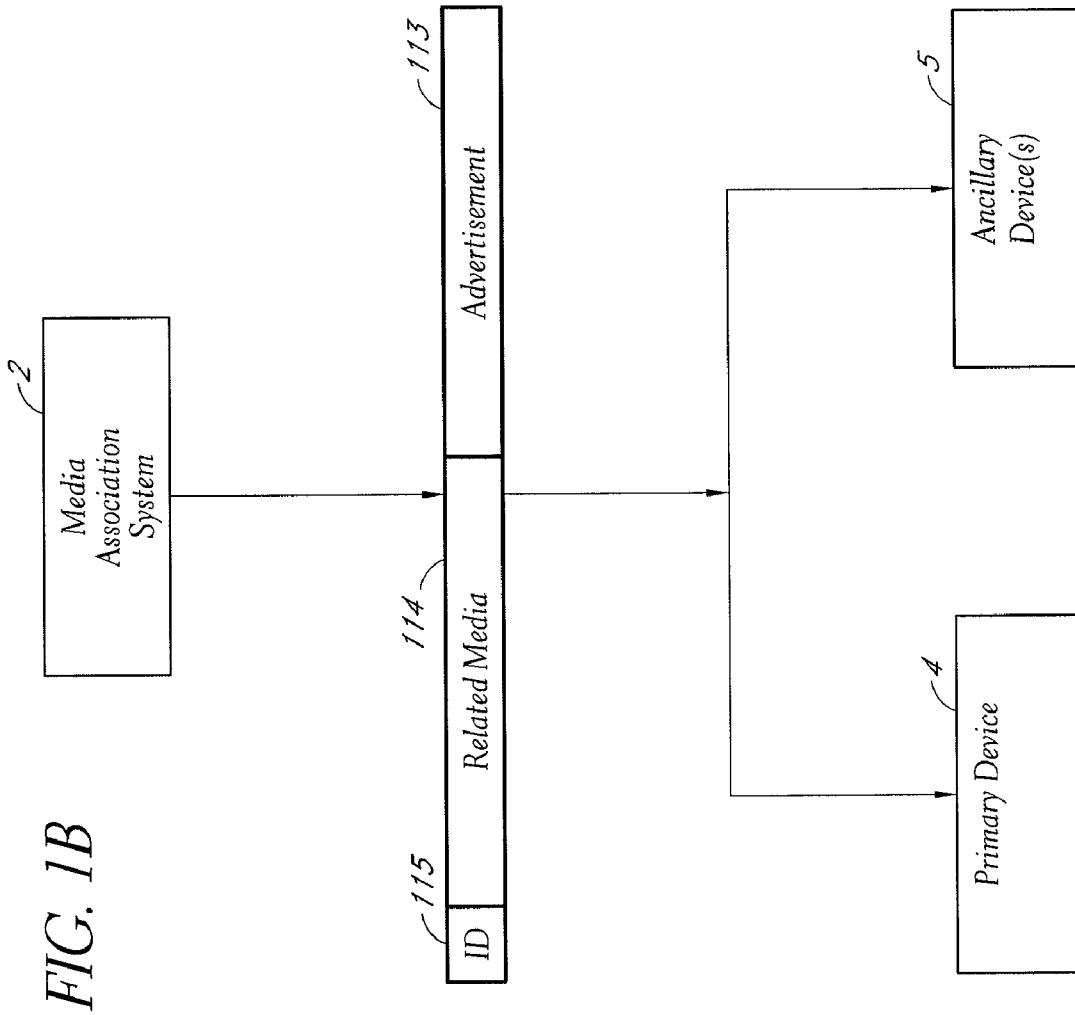 FIG. 1B
2
Media
Association
System
115
114
113
ID
Related Media
Advertisement
4
5
Primary Device
Ancillary
Device(s)